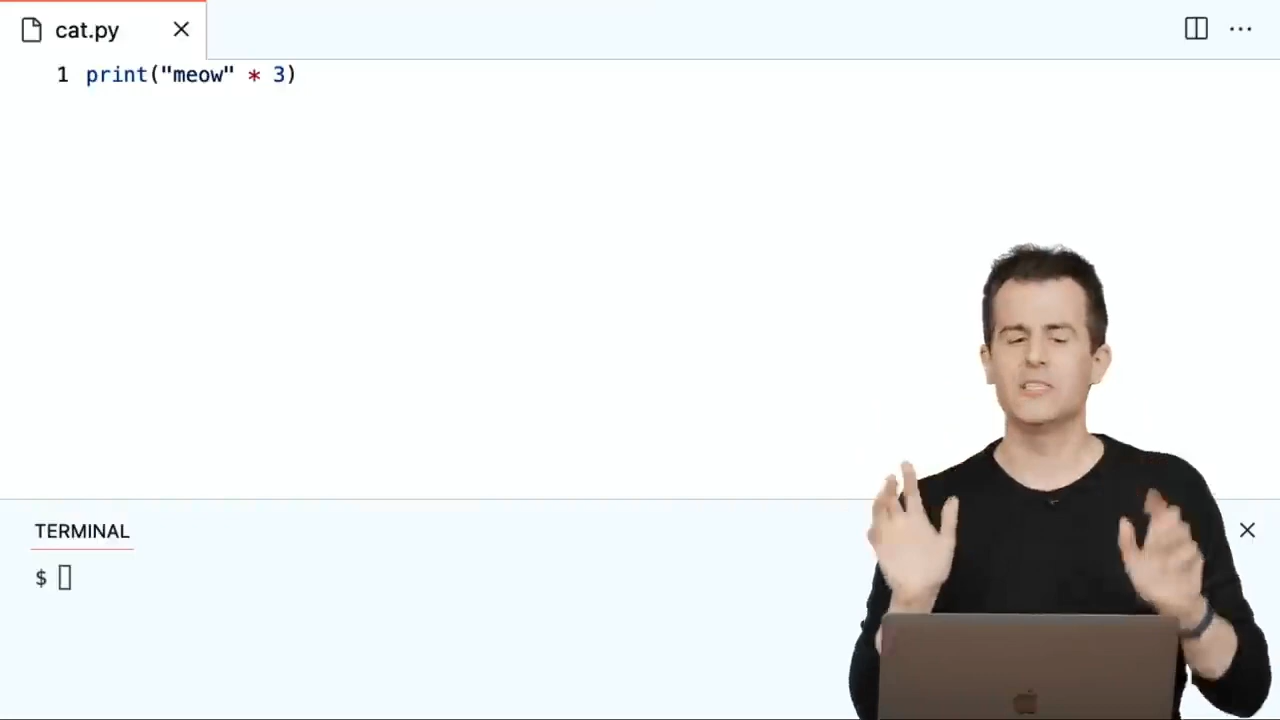 cat.py
1 print("meow" * 3)
TERMINAL
$